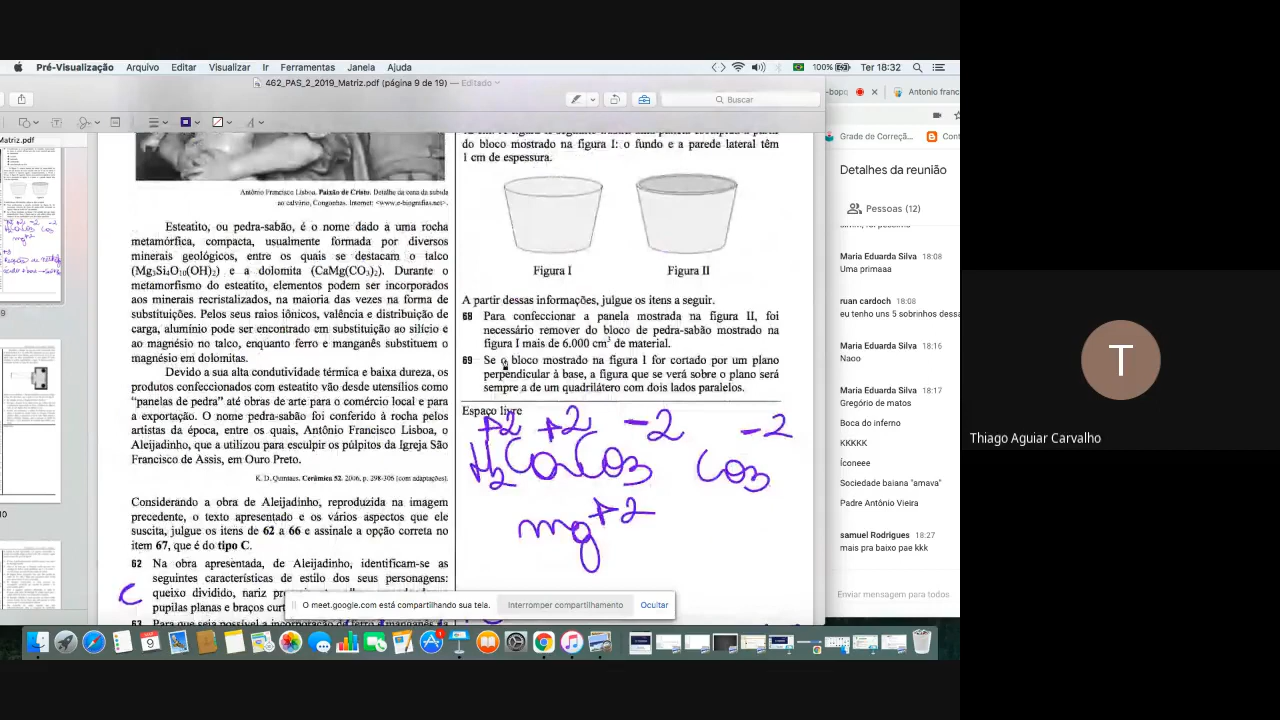 Pré-Visualização Arquivo Editar Visualizar Ir Ferramentas Janela Ajuda 100% Ter 18:32
462_PAS_2_2019_Matriz.pdf (página 9 de 19) — Editado
Buscar
Matriz.pdf
Antonio franc
Grade de Correçã...
Cont
Antônio Francisco Lisboa. Paixão de Cristo. Detalhe da cena da subida
ao calvário, Congonhas. Internet: <www.e-biografias.net>.
Esteatito, ou pedra-sabão, é o nome dado a uma rocha
metamórfica, compacta, usualmente formada por diversos
minerais geológicos, entre os quais se destacam o talco
(Mg3Si4O10(OH)2) e a dolomita (CaMg(CO3)2). Durante o
metamorfismo do esteatito, elementos podem ser incorporados
aos minerais recristalizados, na maioria das vezes na forma de
substituições. Pelos seus raios iônicos, valência e distribuição de
carga, alumínio pode ser encontrado em substituição ao silício e
ao magnésio no talco, enquanto ferro e manganês substituem o
magnésio em dolomitas.
Devido a sua alta condutividade térmica e baixa dureza, os
produtos confeccionados com esteatito vão desde utensílios como
“panelas de pedra” até obras de arte para o comércio local e para
a exportação. O nome pedra-sabão foi conferido à rocha pelos
artistas da época, entre os quais, Antônio Francisco Lisboa, o
Aleijadinho, que a utilizou para esculpir os púlpitos da Igreja São
Francisco de Assis, em Ouro Preto.
K. D. Quintaes. Cerâmica 52. 2006, p. 298-306 (com adaptações).
Considerando a obra de Aleijadinho, reproduzida na imagem
precedente, o texto apresentado e os vários aspectos que ele
suscita, julgue os itens de 62 a 66 e assinale a opção correta no
item 67, que é do tipo C.
62 Na obra apresentada, de Aleijadinho, identificam-se as
seguintes características de estilo dos seus personagens:
C queixo dividido, nariz
pupilas planas e braços
63 Para que seja possível a incorporação de ferro e manganês na
do bloco mostrado na figura I: o fundo e a parede lateral têm
1 cm de espessura.
Figura I Figura II
A partir dessas informações, julgue os itens a seguir.
68 Para confeccionar a panela mostrada na figura II, foi
necessário remover do bloco de pedra-sabão mostrado na
figura I mais de 6.000 cm3 de material.
69 Se o bloco mostrado na figura I for cortado por um plano
perpendicular à base, a figura que se verá sobre o plano será
sempre a de um quadrilátero com dois lados paralelos.
Espaço livre
+2 +2 -2 -2
H2CaCO3 CO3
mg+2
O meet.google.com está compartilhando sua tela. Interromper compartilhamento Ocultar
Detalhes da reunião
Pessoas (12)
Maria Eduarda Silva 18:08
Uma primaaa
ruan cardoch 18:08
eu tenho uns 5 sobrinhos dessa
Maria Eduarda Silva 18:16
Naoo
Maria Eduarda Silva 18:17
Gregório de matos
Boca do inferno
KKKKK
Íconeee
Sociedade baiana "amava"
Padre Antônio Vieira
samuel Rodrigues 18:27
mais pra baixo pae kkk
Enviar mensagem para todos
T
Thiago Aguiar Carvalho